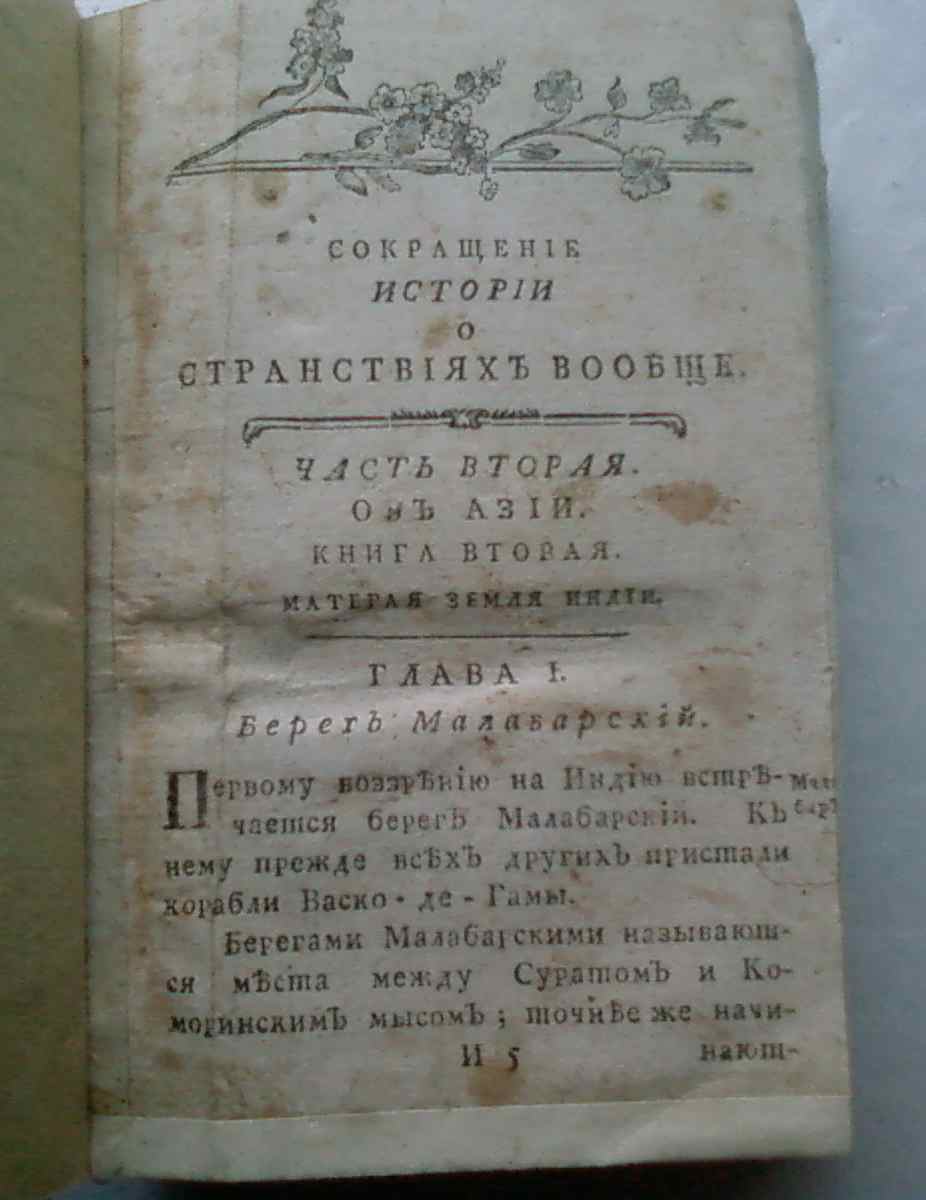 СОКРАЩЕНІЕ
ИСТОРІИ
О
СТРАНСТВІЯХЪ ВООБЩЕ.
ЧАСТЬ ВТОРАЯ.
ОБЪ АЗІИ.
КНИГА ВТОРАЯ.
МАТЕРАЯ ЗЕМЛЯ ИНДІИ.
ГЛАВА I.
Берегъ Малабарскій.
Первому воззрѣнію на Индію встрѣ-
чается берегъ Малабарскій. Къ
нему прежде всѣхъ другихъ пристали
корабли Васко-де-Гамы.
Берегами Малабарскими называют-
ся мѣста между Суратомъ и Ко-
моринскимъ мысомъ; точнѣе же начи-
И 5 нают-